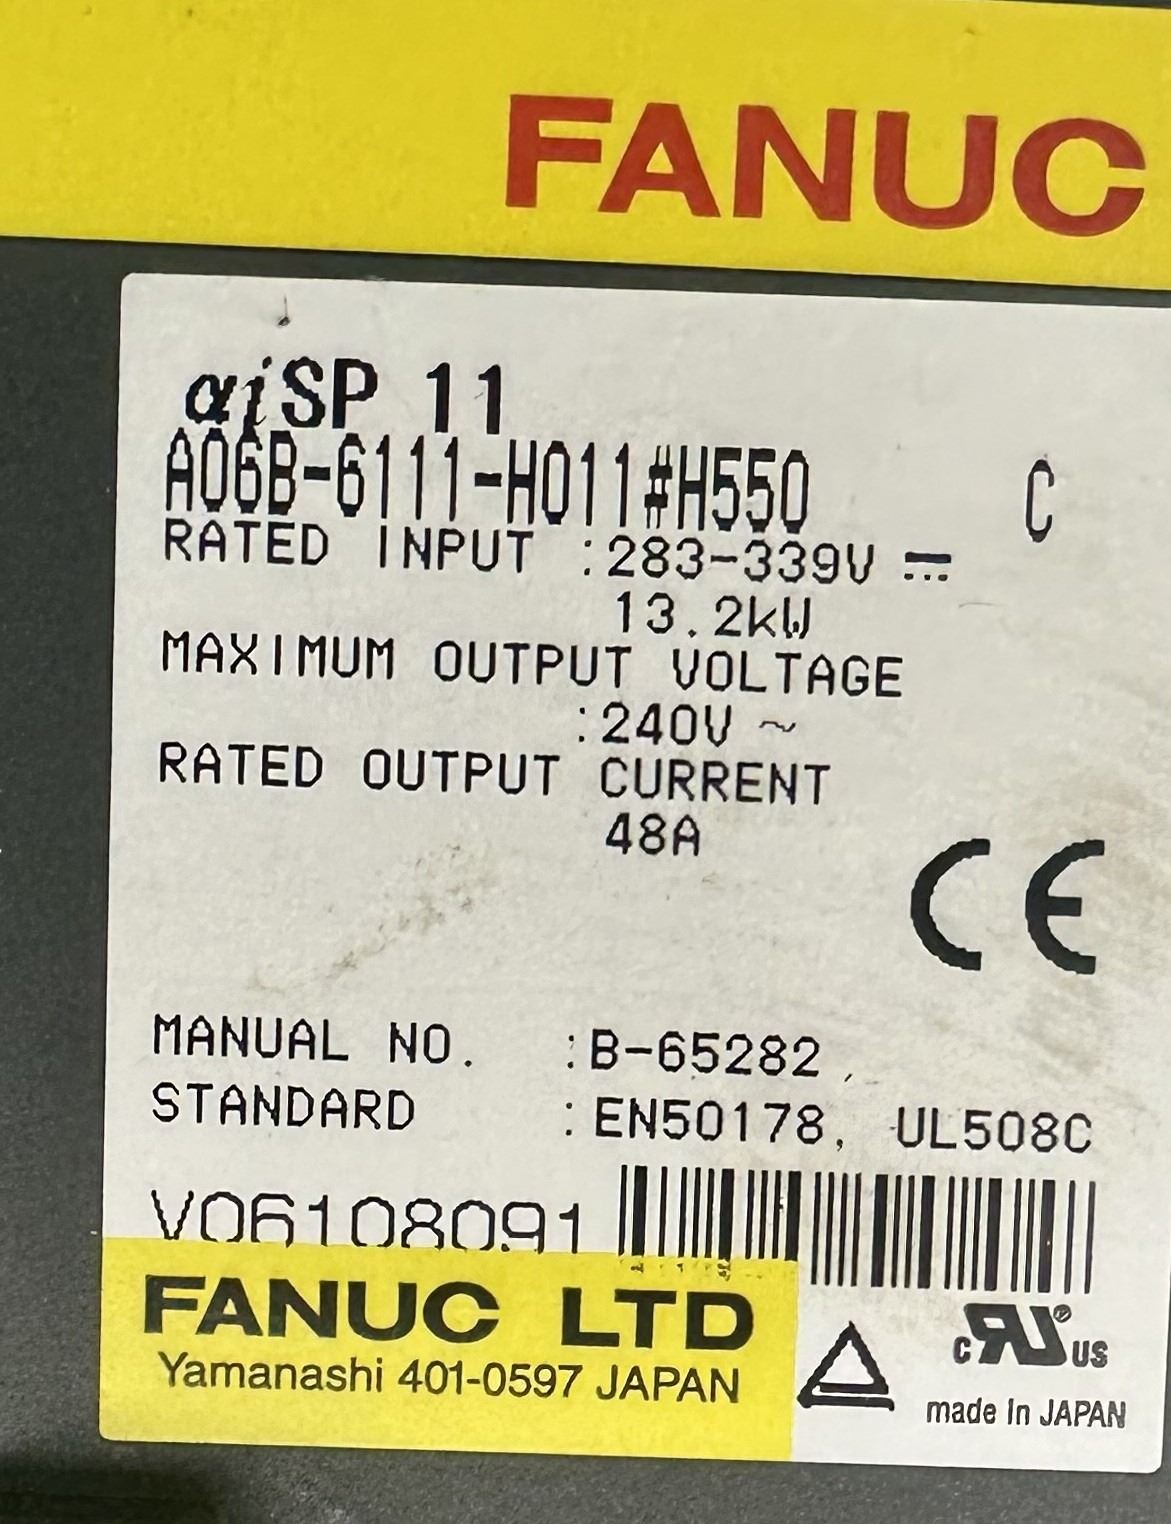 FANUC
αiSP 11
A06B-6111-H011#H550 C
RATED INPUT :283-339V ⎓
13.2kW
MAXIMUM OUTPUT VOLTAGE
:240V ~
RATED OUTPUT CURRENT
48A
CE
MANUAL NO. :B-65282
STANDARD :EN50178, UL508C
V06108091
FANUC LTD
Yamanashi 401-0597 JAPAN
c RU ® US
made in JAPAN